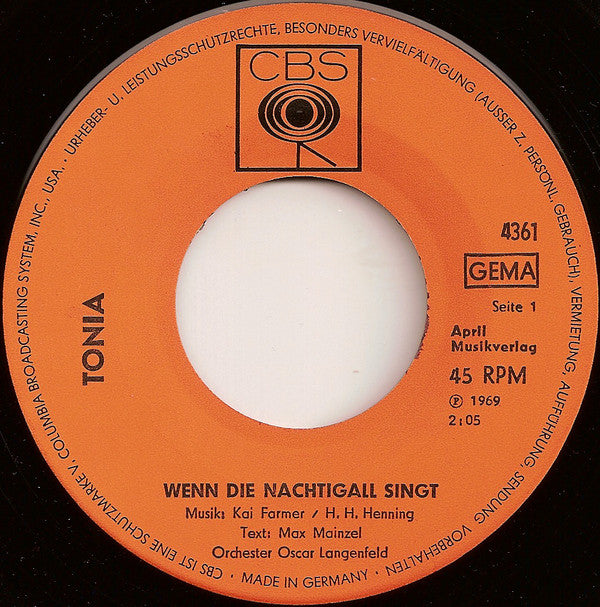 URHEBER- U. LEISTUNGSSCHUTZRECHTE, BESONDERS VERVIELFÄLTIGUNG (AUSSER Z. PERSÖNL. GEBRAUCH), VERMIETUNG, AUFFÜHRUNG, SENDUNG VORBEHALTEN
CBS
TONIA
4361
GEMA
Seite 1
April
Musikverlag
45 RPM
℗ 1969
2:05
WENN DIE NACHTIGALL SINGT
Musik: Kai Farmer / H. H. Henning
Text: Max Mainzel
Orchester Oscar Langenfeld
CBS IST EINE SCHUTZMARKE V. COLUMBIA BROADCASTING SYSTEM, INC., USA. ·
· MADE IN GERMANY ·